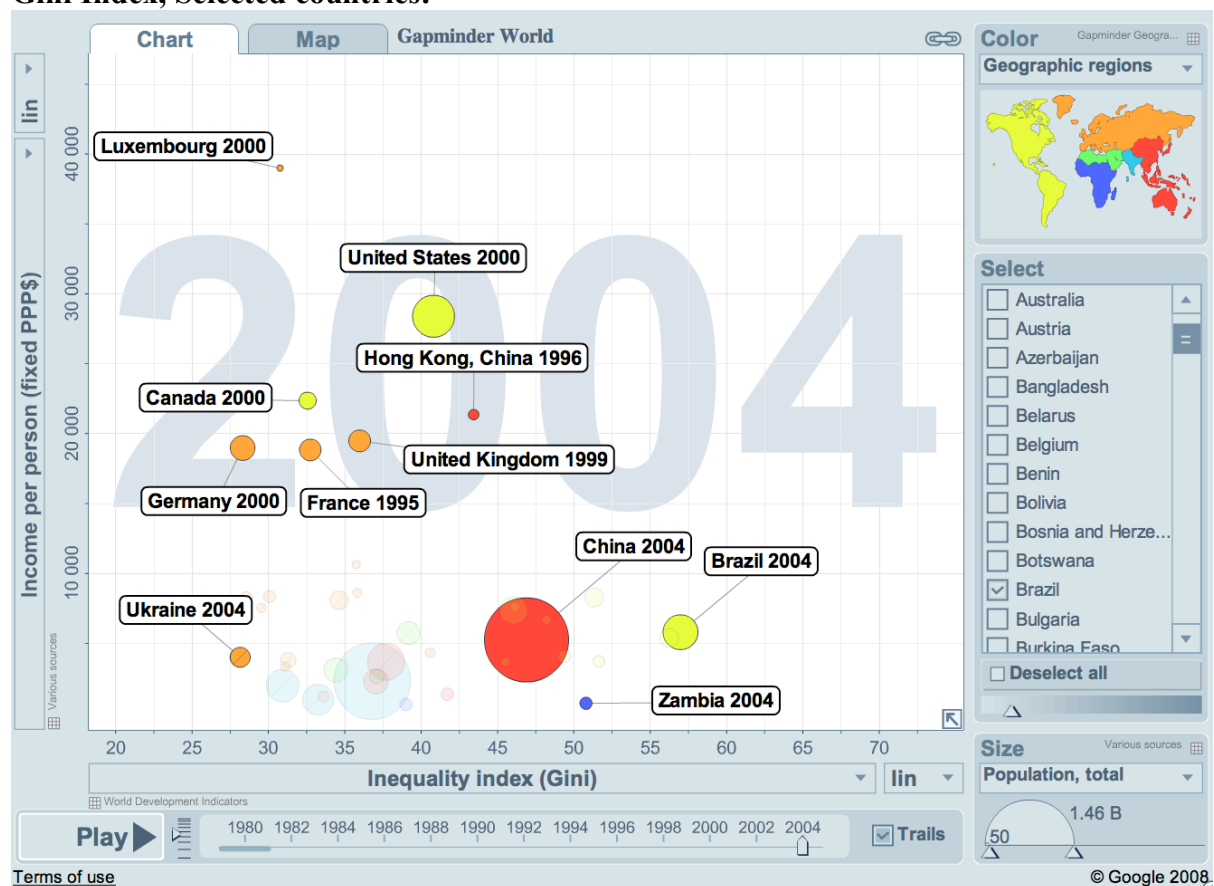 Gini Index, Selected countries.
Chart
Map
Gapminder World
Color
Gapminder Geogra...
Geographic regions
lin
Income per person (fixed PPP$)
Various sources
40 000
30 000
20 000
10 000
2004
Luxembourg 2000
United States 2000
Hong Kong, China 1996
Canada 2000
United Kingdom 1999
Germany 2000
France 1995
China 2004
Brazil 2004
Ukraine 2004
Zambia 2004
Select
Australia
Austria
Azerbaijan
Bangladesh
Belarus
Belgium
Benin
Bolivia
Bosnia and Herze...
Botswana
Brazil
Bulgaria
Burkina Faso
Deselect all
20 25 30 35 40 45 50 55 60 65 70
Inequality index (Gini)
lin
World Development Indicators
Size
Various sources
Population, total
1.46 B
50
Play
1980 1982 1984 1986 1988 1990 1992 1994 1996 1998 2000 2002 2004
Trails
Terms of use
© Google 2008